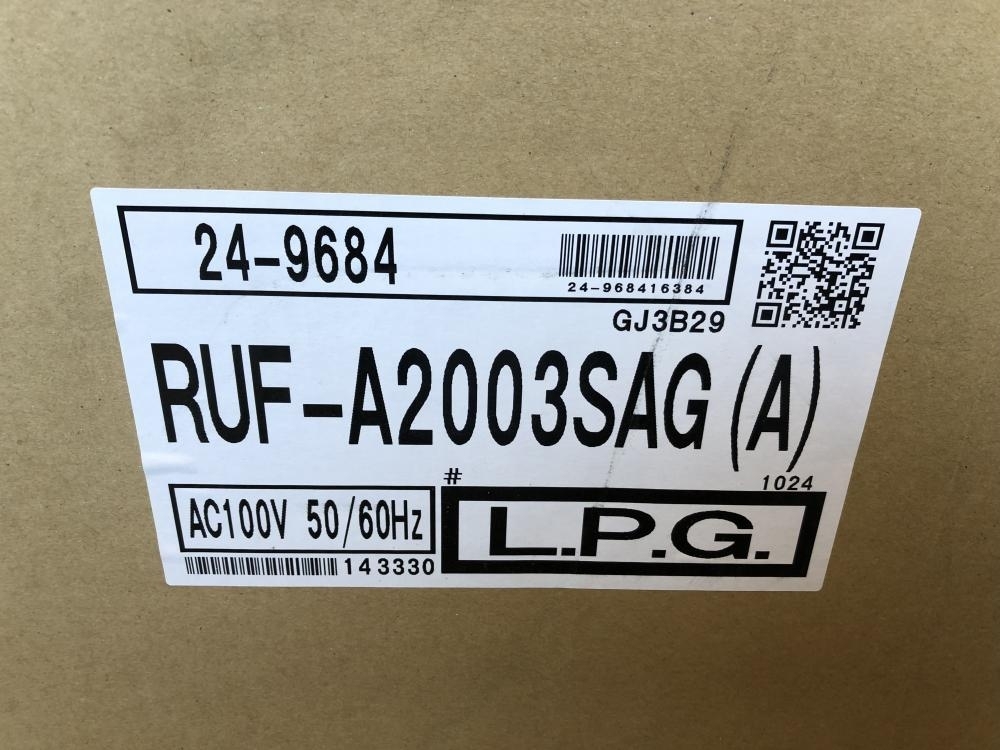 24-9684
24-968416384
GJ3B29
RUF-A2003SAG(A)
#
1024
AC100V 50/60Hz
L.P.G.
143330